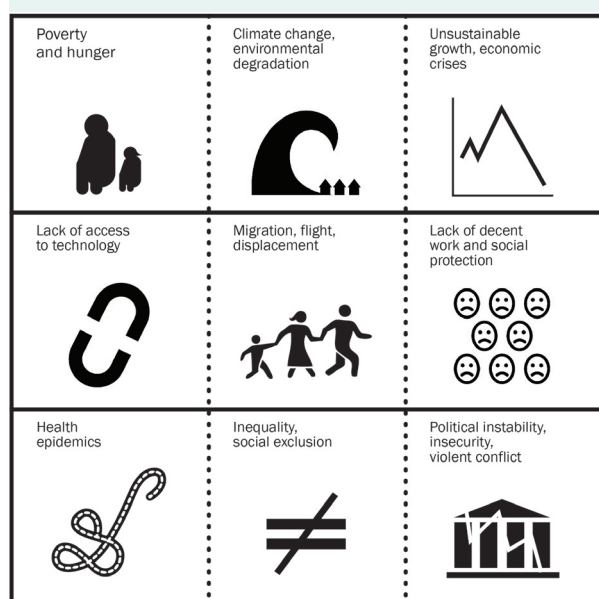 Poverty
and hunger
Climate change,
environmental
degradation
Unsustainable
growth, economic
crises
Lack of access
to technology
Migration, flight,
displacement
Lack of decent
work and social
protection
Health
epidemics
Inequality,
social exclusion
Political instability,
insecurity,
violent conflict